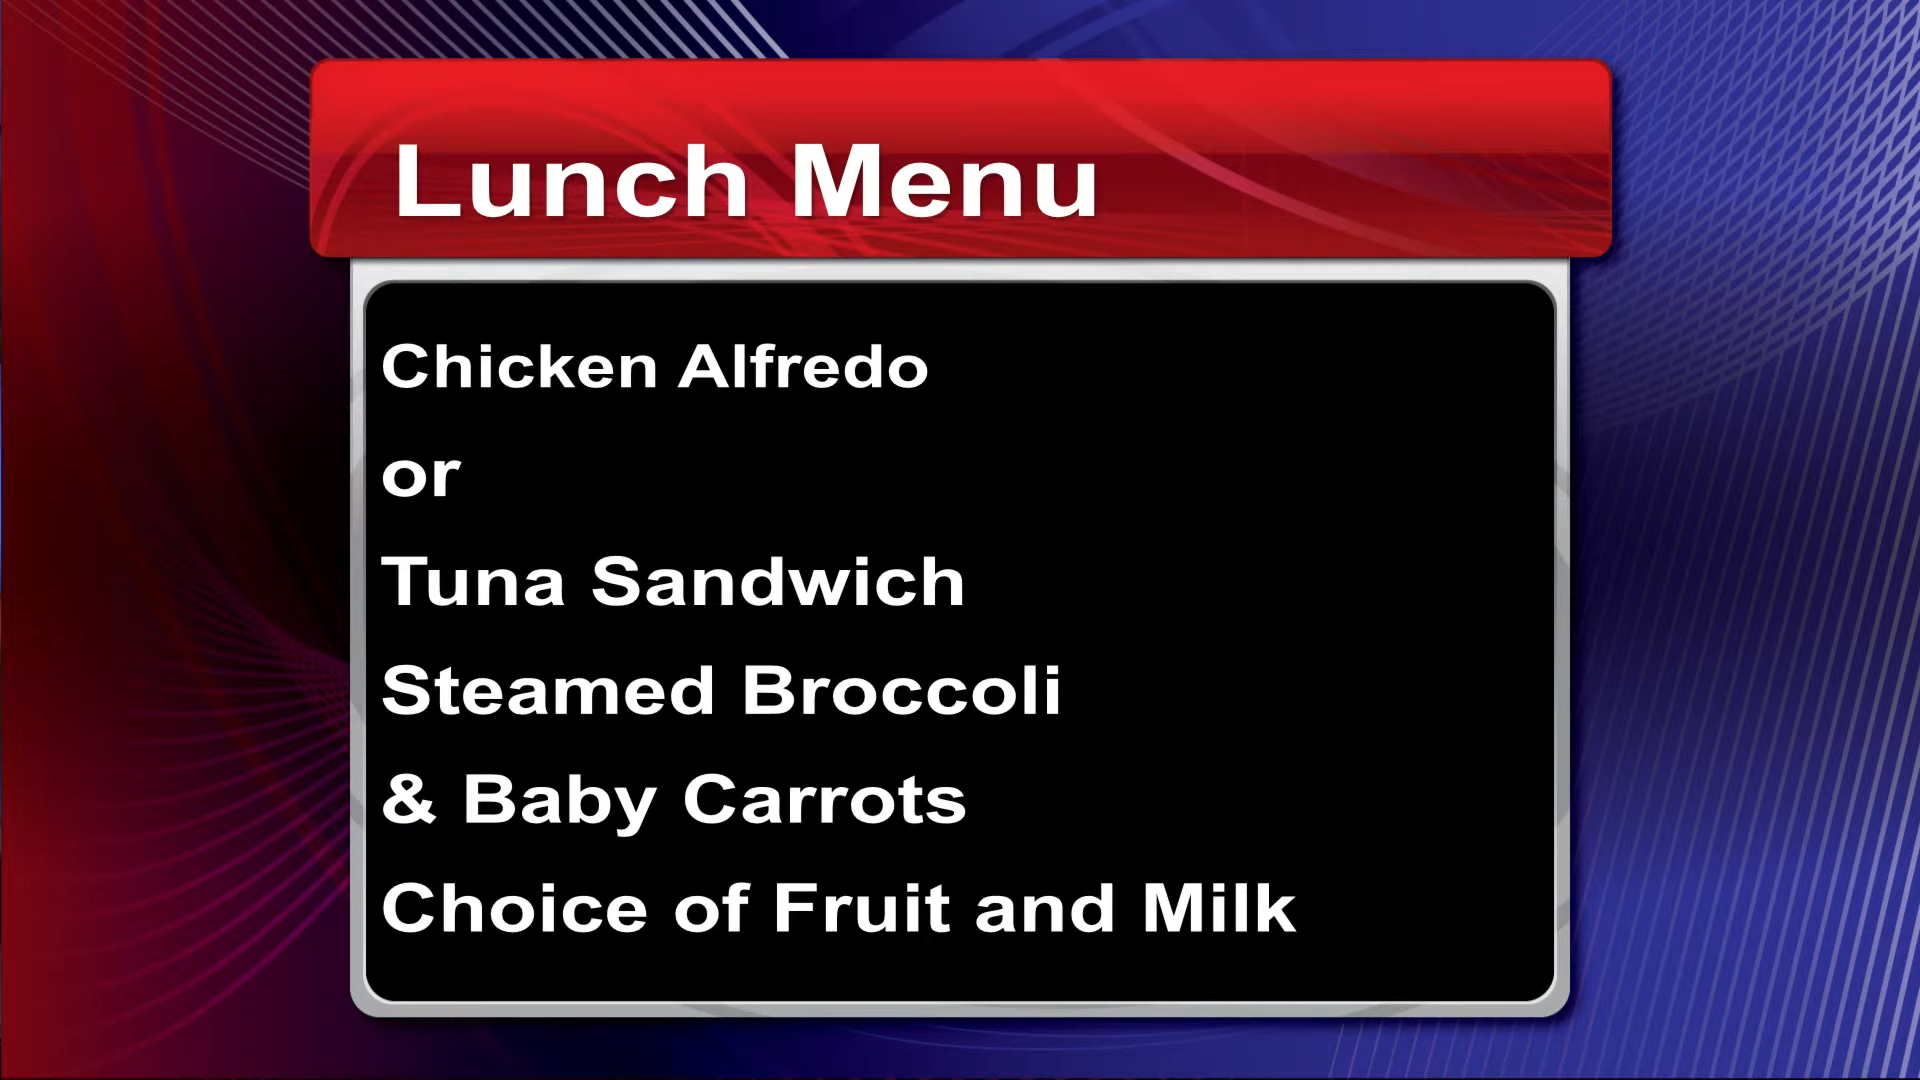 Lunch Menu
Chicken Alfredo
or
Tuna Sandwich
Steamed Broccoli
& Baby Carrots
Choice of Fruit and Milk